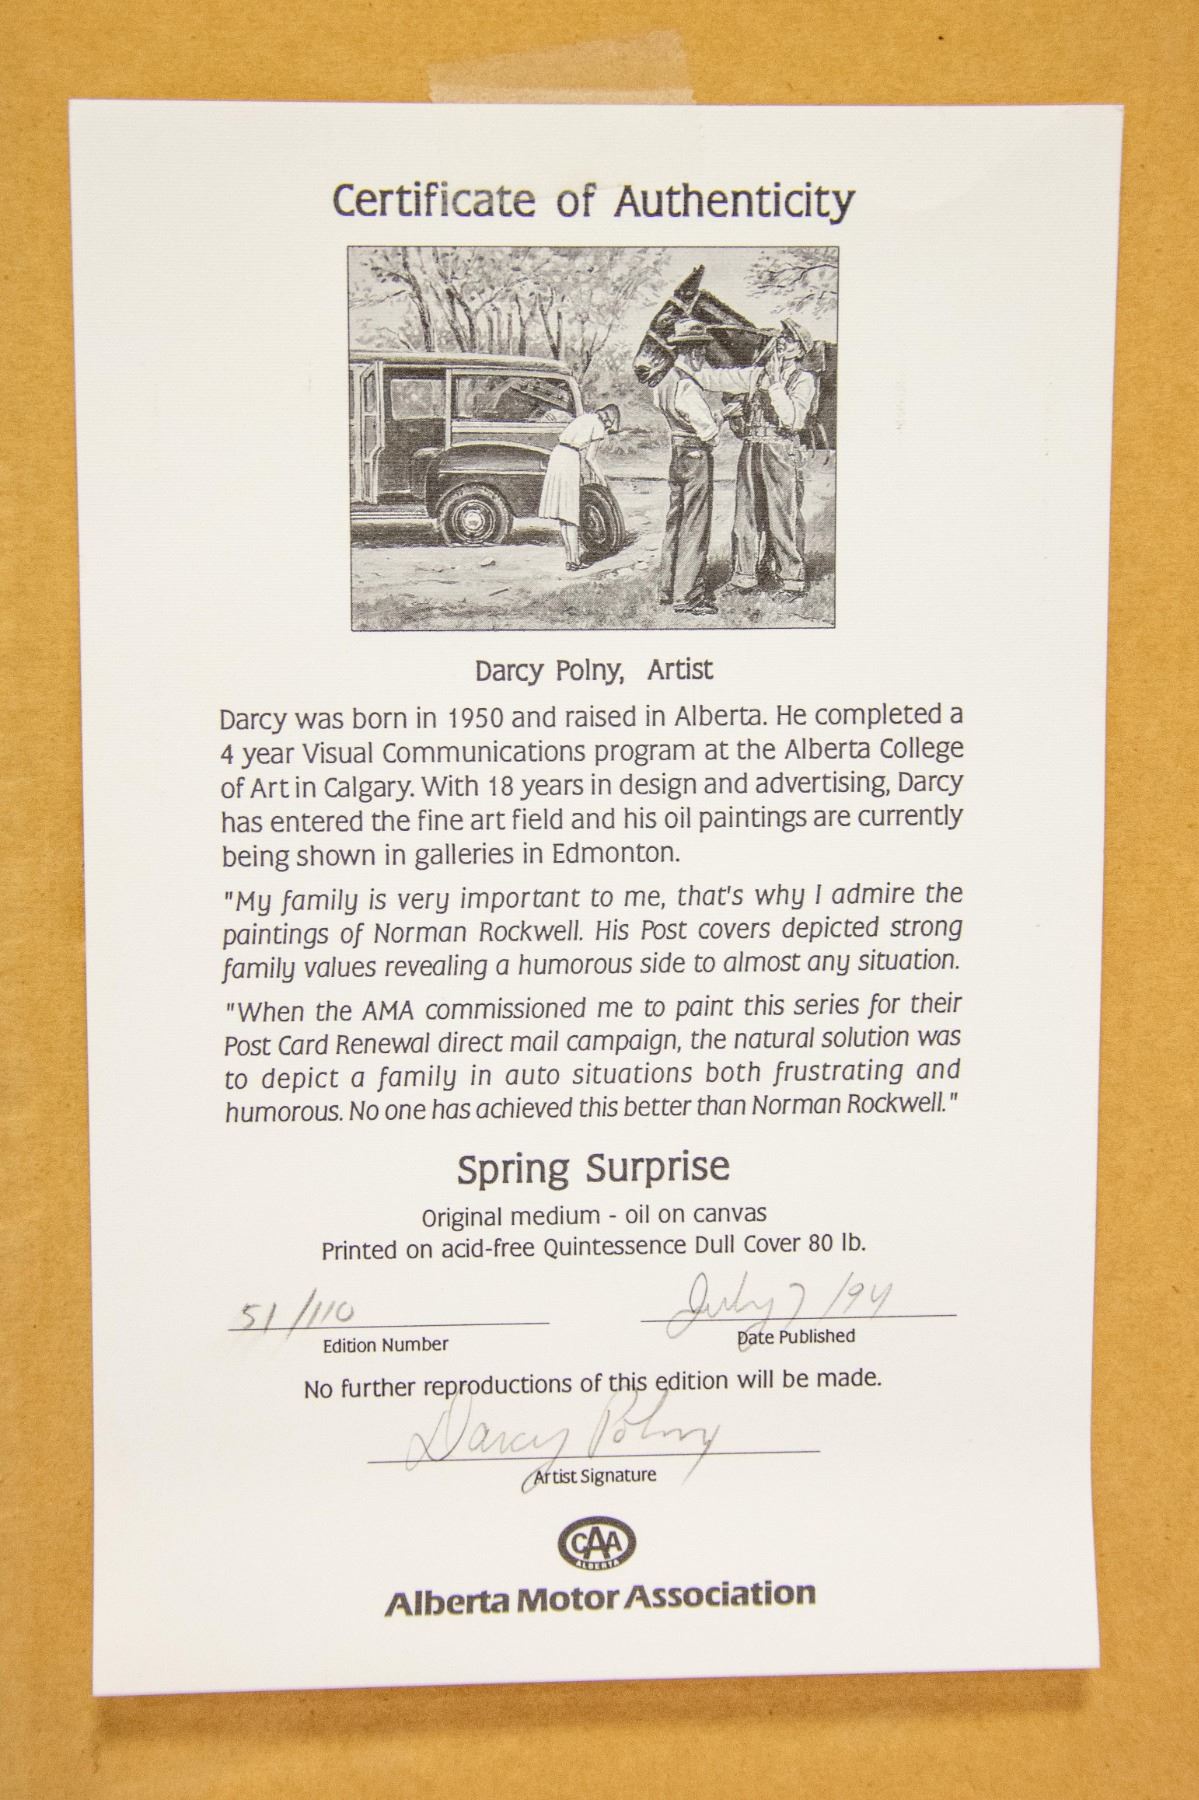 Certificate of Authenticity
Darcy Polny, Artist
Darcy was born in 1950 and raised in Alberta. He completed a
4 year Visual Communications program at the Alberta College
of Art in Calgary. With 18 years in design and advertising, Darcy
has entered the fine art field and his oil paintings are currently
being shown in galleries in Edmonton.
"My family is very important to me, that's why I admire the
paintings of Norman Rockwell. His Post covers depicted strong
family values revealing a humorous side to almost any situation.
"When the AMA commissioned me to paint this series for their
Post Card Renewal direct mail campaign, the natural solution was
to depict a family in auto situations both frustrating and
humorous. No one has achieved this better than Norman Rockwell."
Spring Surprise
Original medium - oil on canvas
Printed on acid-free Quintessence Dull Cover 80 lb.
51/110 July 7/94
Edition Number Date Published
No further reproductions of this edition will be made.
Darcy Polny
Artist Signature
CAA
ALBERTA
Alberta Motor Association